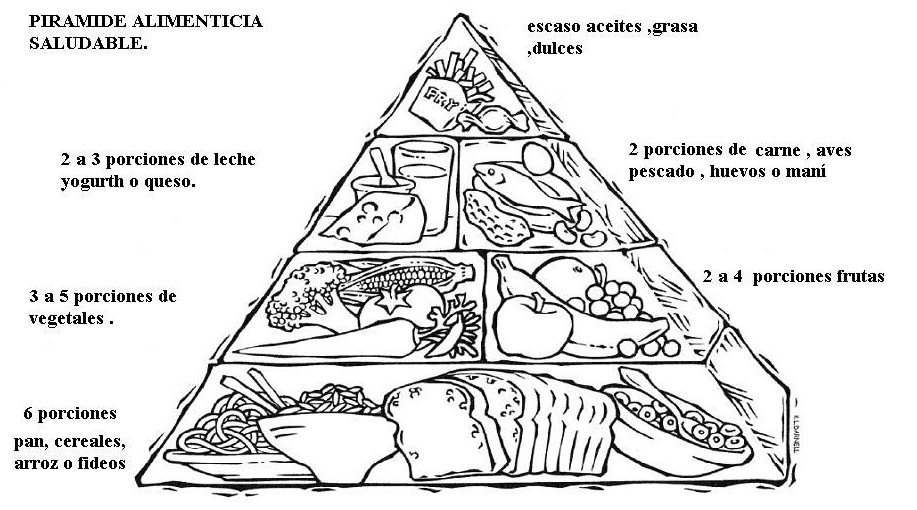 PIRAMIDE ALIMENTICIA
SALUDABLE.
escaso aceites ,grasa
,dulces
FRY
2 a 3 porciones de leche
yogurth o queso.
2 porciones de carne , aves
pescado , huevos o maní
3 a 5 porciones de
vegetales .
2 a 4 porciones frutas
6 porciones
pan, cereales,
arroz o fideos
K.L.DARNELL